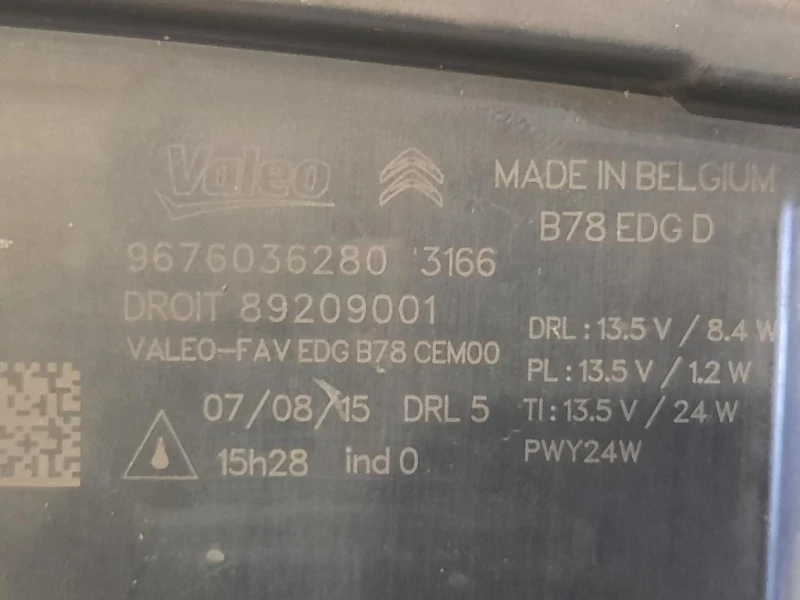 Valeo MADE IN BELGIUM
B78 EDG D
9676036280 3166
DROIT 89209001
VALEO-FAV EDG B78 CEM00
07/08/15 DRL 5
15h28 ind 0
DRL : 13.5 V / 8.4 W
PL : 13.5 V / 1.2 W
TI : 13.5 V / 24 W
PWY24W